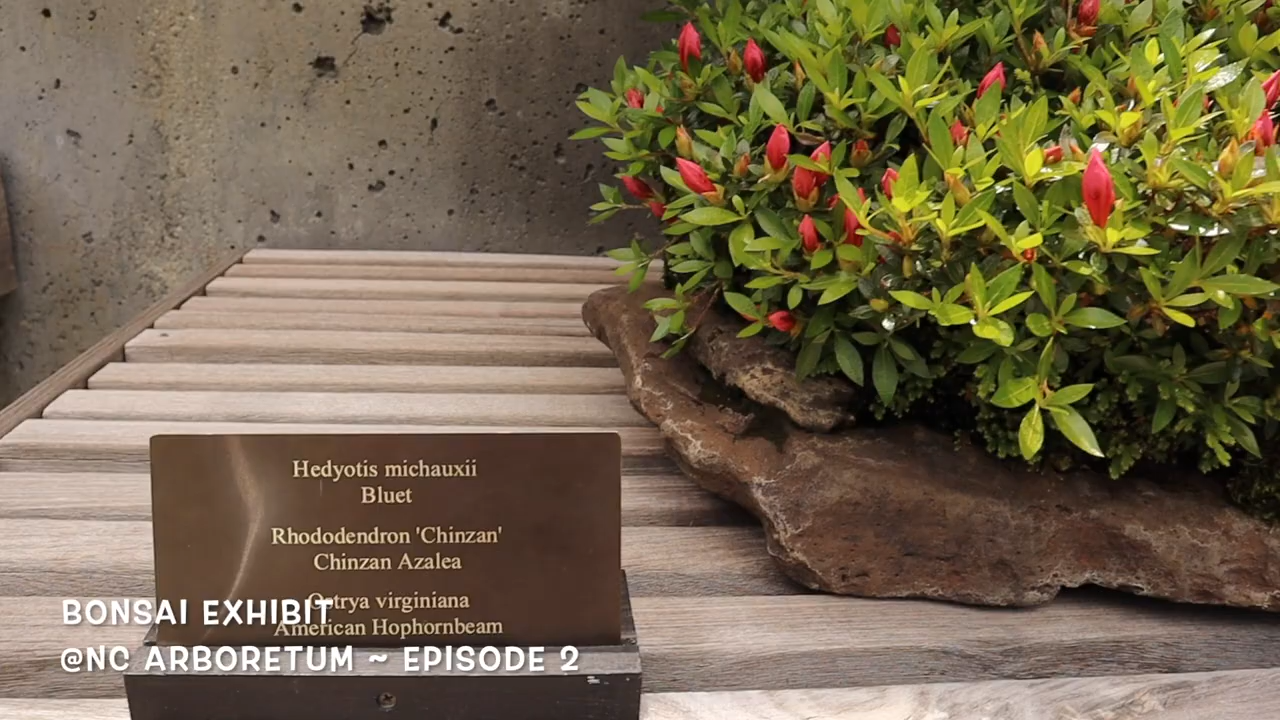 Hedyotis michauxii
Bluet
Rhododendron 'Chinzan'
Chinzan Azalea
Ostrya virginiana
American Hophornbeam
BONSAI EXHIBIT
@NC ARBORETUM ~ EPISODE 2